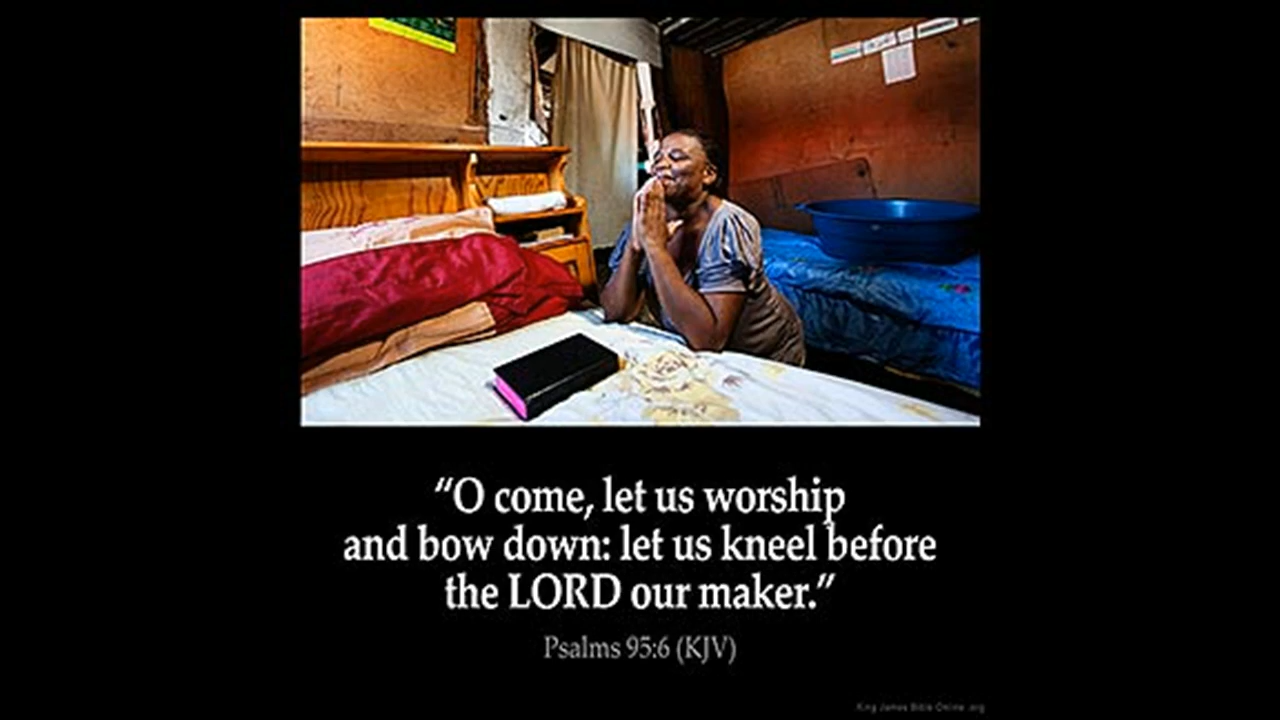 “O come, let us worship
and bow down: let us kneel before
the LORD our maker.”
Psalms 95:6 (KJV)
King James Bible Online .org